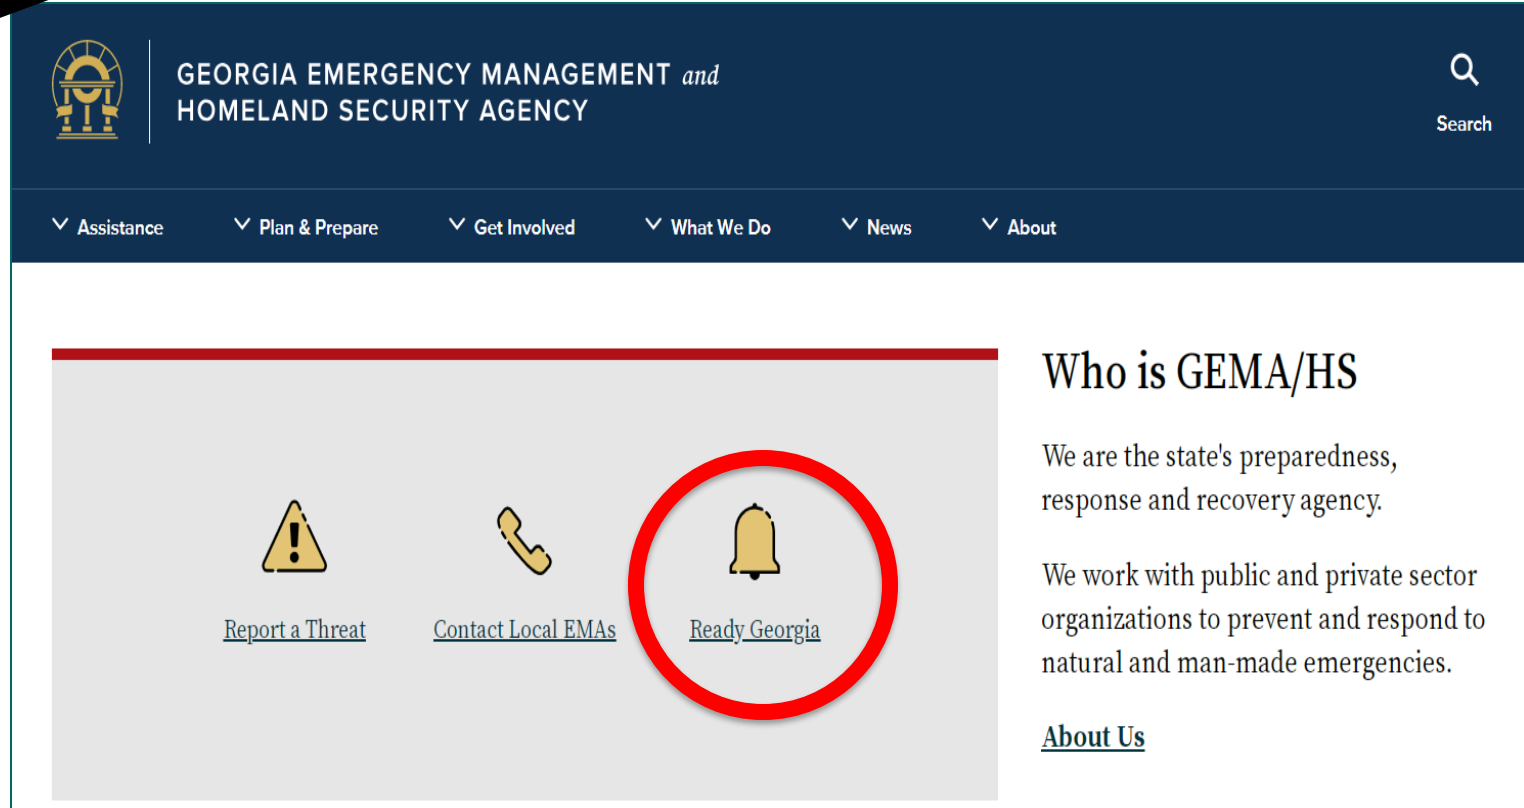 GEORGIA EMERGENCY MANAGEMENT and
HOMELAND SECURITY AGENCY
Search
Assistance
Plan & Prepare
Get Involved
What We Do
News
About
Report a Threat
Contact Local EMAs
Ready Georgia
Who is GEMA/HS
We are the state's preparedness,
response and recovery agency.
We work with public and private sector
organizations to prevent and respond to
natural and man-made emergencies.
About Us